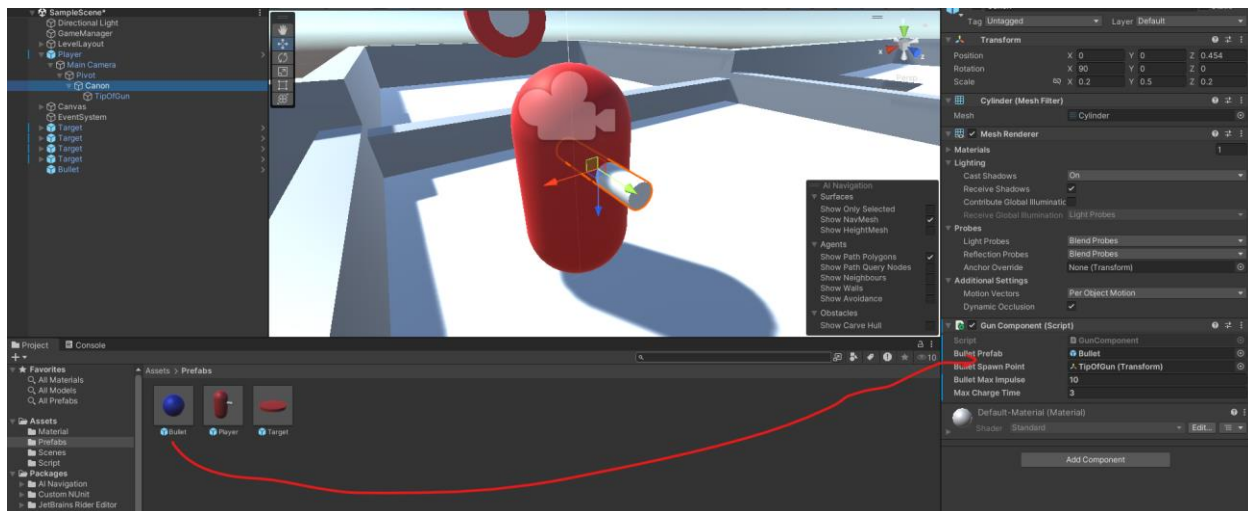 SampleScene*
Directional Light
GameManager
LevelLayout
Player
Main Camera
Pivot
Canon
TipOfGun
Canvas
EventSystem
Target
Target
Target
Target
Bullet
x
Persp
AI Navigation
Surfaces
Show Only Selected
Show NavMesh
Show HeightMesh
Agents
Show Path Polygons
Show Path Query Nodes
Show Neighbours
Show Walls
Show Avoidance
Obstacles
Show Carve Hull
Tag Untagged Layer Default
Transform
Position X 0 Y 0 Z 0.454
Rotation X 90 Y 0 Z 0
Scale X 0.2 Y 0.5 Z 0.2
Cylinder (Mesh Filter)
Mesh Cylinder
Mesh Renderer
Materials 1
Lighting
Cast Shadows On
Receive Shadows
Contribute Global Illuminatic
Receive Global Illumination Light Probes
Probes
Light Probes Blend Probes
Reflection Probes Blend Probes
Anchor Override None (Transform)
Additional Settings
Motion Vectors Per Object Motion
Dynamic Occlusion
Gun Component (Script)
Script GunComponent
Bullet Prefab Bullet
Bullet Spawn Point TipOfGun (Transform)
Bullet Max Impulse 10
Max Charge Time 3
Default-Material (Material)
Shader Standard Edit...
Add Component
Project Console
10
Favorites
All Materials
All Models
All Prefabs
Assets
Material
Prefabs
Scenes
Script
Packages
AI Navigation
Custom NUnit
JetBrains Rider Editor
Assets > Prefabs
Bullet Player Target